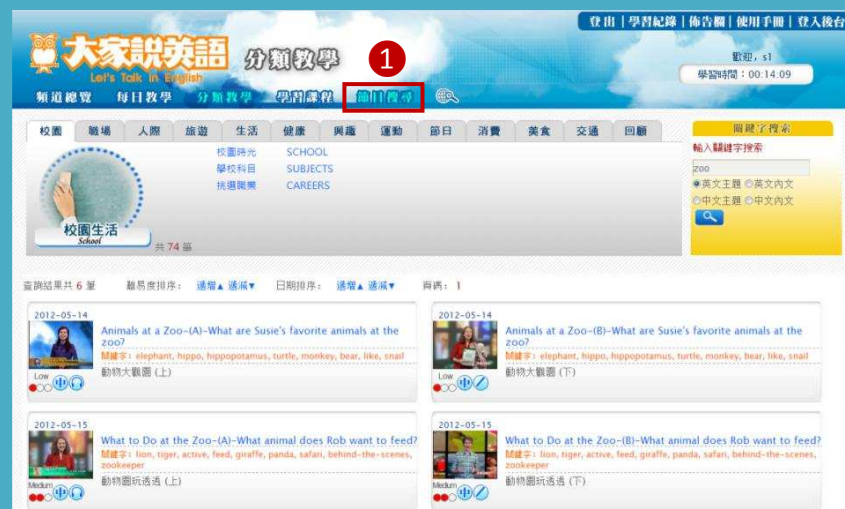 登出 | 學習紀錄 | 佈告欄 | 使用手冊 | 登入後台
大家說英語
Let's Talk in English
分類教學
1
歡迎，s1
學習時間：00:14:09
頻道總覽 每日教學 分類教學 學習課程 節目搜尋
校園 職場 人際 旅遊 生活 健康 興趣 運動 節日 消費 美食 交通 回顧
校園時光 SCHOOL
學校科目 SUBJECTS
挑選職業 CAREERS
校園生活
School
共 74 筆
關鍵字搜索
輸入關鍵字搜索
zoo
英文主題 英文內文
中文主題 中文內文
查詢結果共 6 筆 難易度排序： 遞增▲ 遞減▼ 日期排序： 遞增▲ 遞減▼ 頁碼： 1
2012-05-14
Animals at a Zoo-(A)-What are Susie's favorite animals at the
zoo?
關鍵字：elephant, hippo, hippopotamus, turtle, monkey, bear, like, snail
動物大觀園 (上)
Low
中
2012-05-14
Animals at a Zoo-(B)-What are Susie's favorite animals at the
zoo?
關鍵字：elephant, hippo, hippopotamus, turtle, monkey, bear, like, snail
動物大觀園 (下)
Low
中
2012-05-15
What to Do at the Zoo-(A)-What animal does Rob want to feed?
關鍵字：lion, tiger, active, feed, giraffe, panda, safari, behind-the-scenes,
zookeeper
動物園玩透透 (上)
Medium
中
2012-05-15
What to Do at the Zoo-(B)-What animal does Rob want to feed?
關鍵字：lion, tiger, active, feed, giraffe, panda, safari, behind-the-scenes,
zookeeper
動物園玩透透 (下)
Medium
中